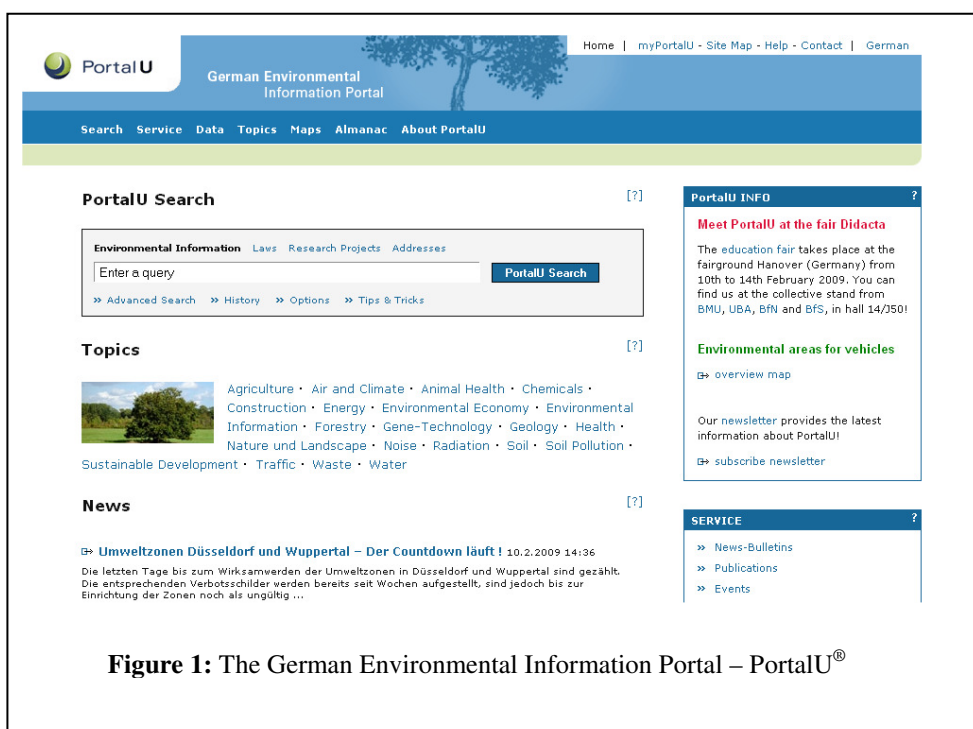 Home | myPortalU - Site Map - Help - Contact | German
PortalU
German Environmental
Information Portal
Search Service Data Topics Maps Almanac About PortalU
PortalU Search [?]
Environmental Information Laws Research Projects Addresses
Enter a query PortalU Search
» Advanced Search » History » Options » Tips & Tricks
Topics [?]
Agriculture · Air and Climate · Animal Health · Chemicals ·
Construction · Energy · Environmental Economy · Environmental
Information · Forestry · Gene-Technology · Geology · Health ·
Nature und Landscape · Noise · Radiation · Soil · Soil Pollution ·
Sustainable Development · Traffic · Waste · Water
News [?]
Umweltzonen Düsseldorf und Wuppertal – Der Countdown läuft ! 10.2.2009 14:36
Die letzten Tage bis zum Wirksamwerden der Umweltzonen in Düsseldorf und Wuppertal sind gezählt.
Die entsprechenden Verbotsschilder werden bereits seit Wochen aufgestellt, sind jedoch bis zur
Einrichtung der Zonen noch als ungültig ...
PortalU INFO ?
Meet PortalU at the fair Didacta
The education fair takes place at the
fairground Hanover (Germany) from
10th to 14th February 2009. You can
find us at the collective stand from
BMU, UBA, BfN and BfS, in hall 14/J50!
Environmental areas for vehicles
overview map
Our newsletter provides the latest
information about PortalU!
subscribe newsletter
SERVICE ?
» News-Bulletins
» Publications
» Events
Figure 1: The German Environmental Information Portal – PortalU®